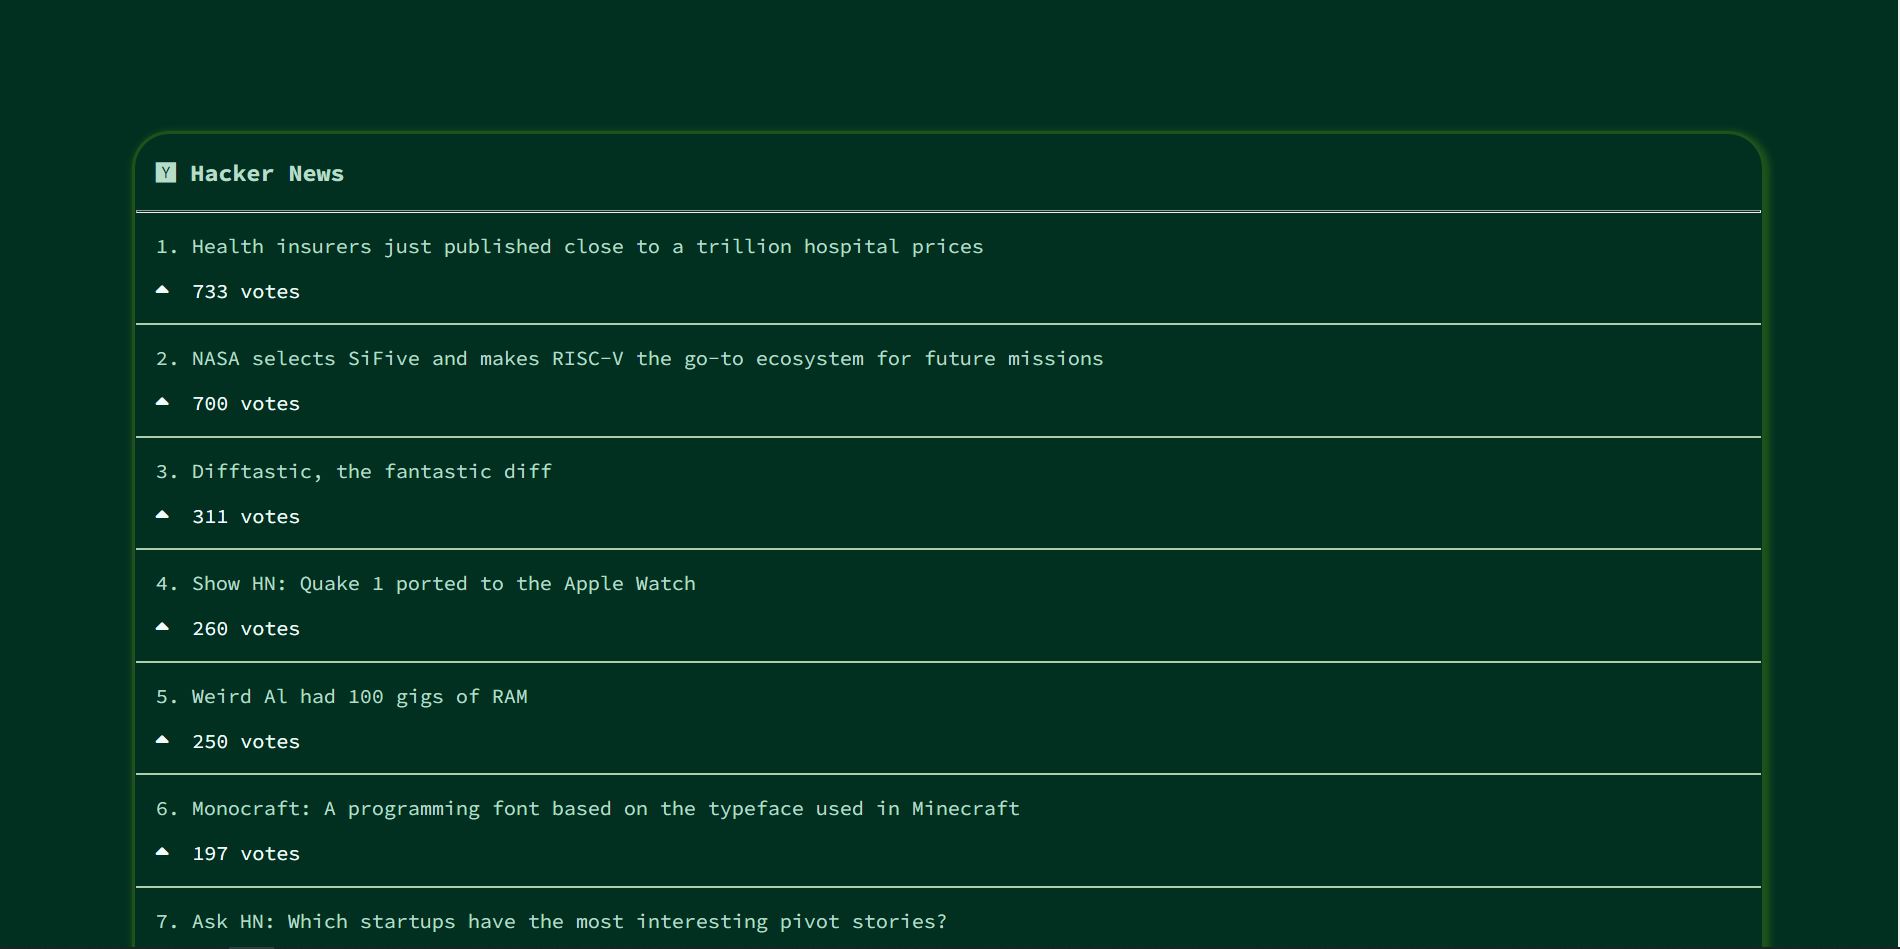 Y Hacker News
1. Health insurers just published close to a trillion hospital prices
733 votes
2. NASA selects SiFive and makes RISC-V the go-to ecosystem for future missions
700 votes
3. Difftastic, the fantastic diff
311 votes
4. Show HN: Quake 1 ported to the Apple Watch
260 votes
5. Weird Al had 100 gigs of RAM
250 votes
6. Monocraft: A programming font based on the typeface used in Minecraft
197 votes
7. Ask HN: Which startups have the most interesting pivot stories?